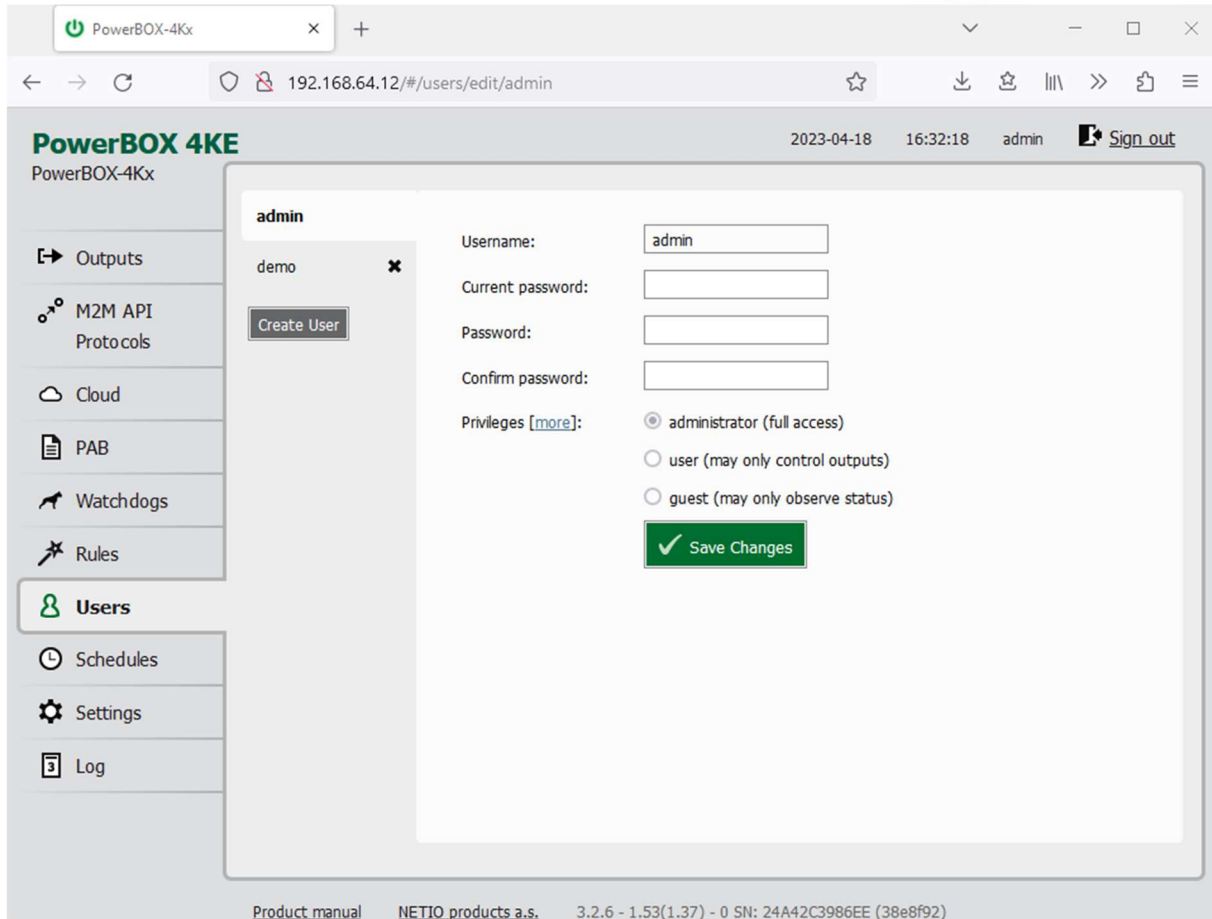 PowerBOX-4Kx
192.168.64.12/#/users/edit/admin
PowerBOX 4KE
2023-04-18 16:32:18 admin Sign out
PowerBOX-4Kx
Outputs
M2M API
Protocols
Cloud
PAB
Watchdogs
Rules
Users
Schedules
Settings
3 Log
admin
demo
Create User
Username: admin
Current password:
Password:
Confirm password:
Privileges [more]: administrator (full access)
user (may only control outputs)
guest (may only observe status)
Save Changes
Product manual NETIO products a.s. 3.2.6 - 1.53(1.37) - 0 SN: 24A42C3986EE (38e8f92)